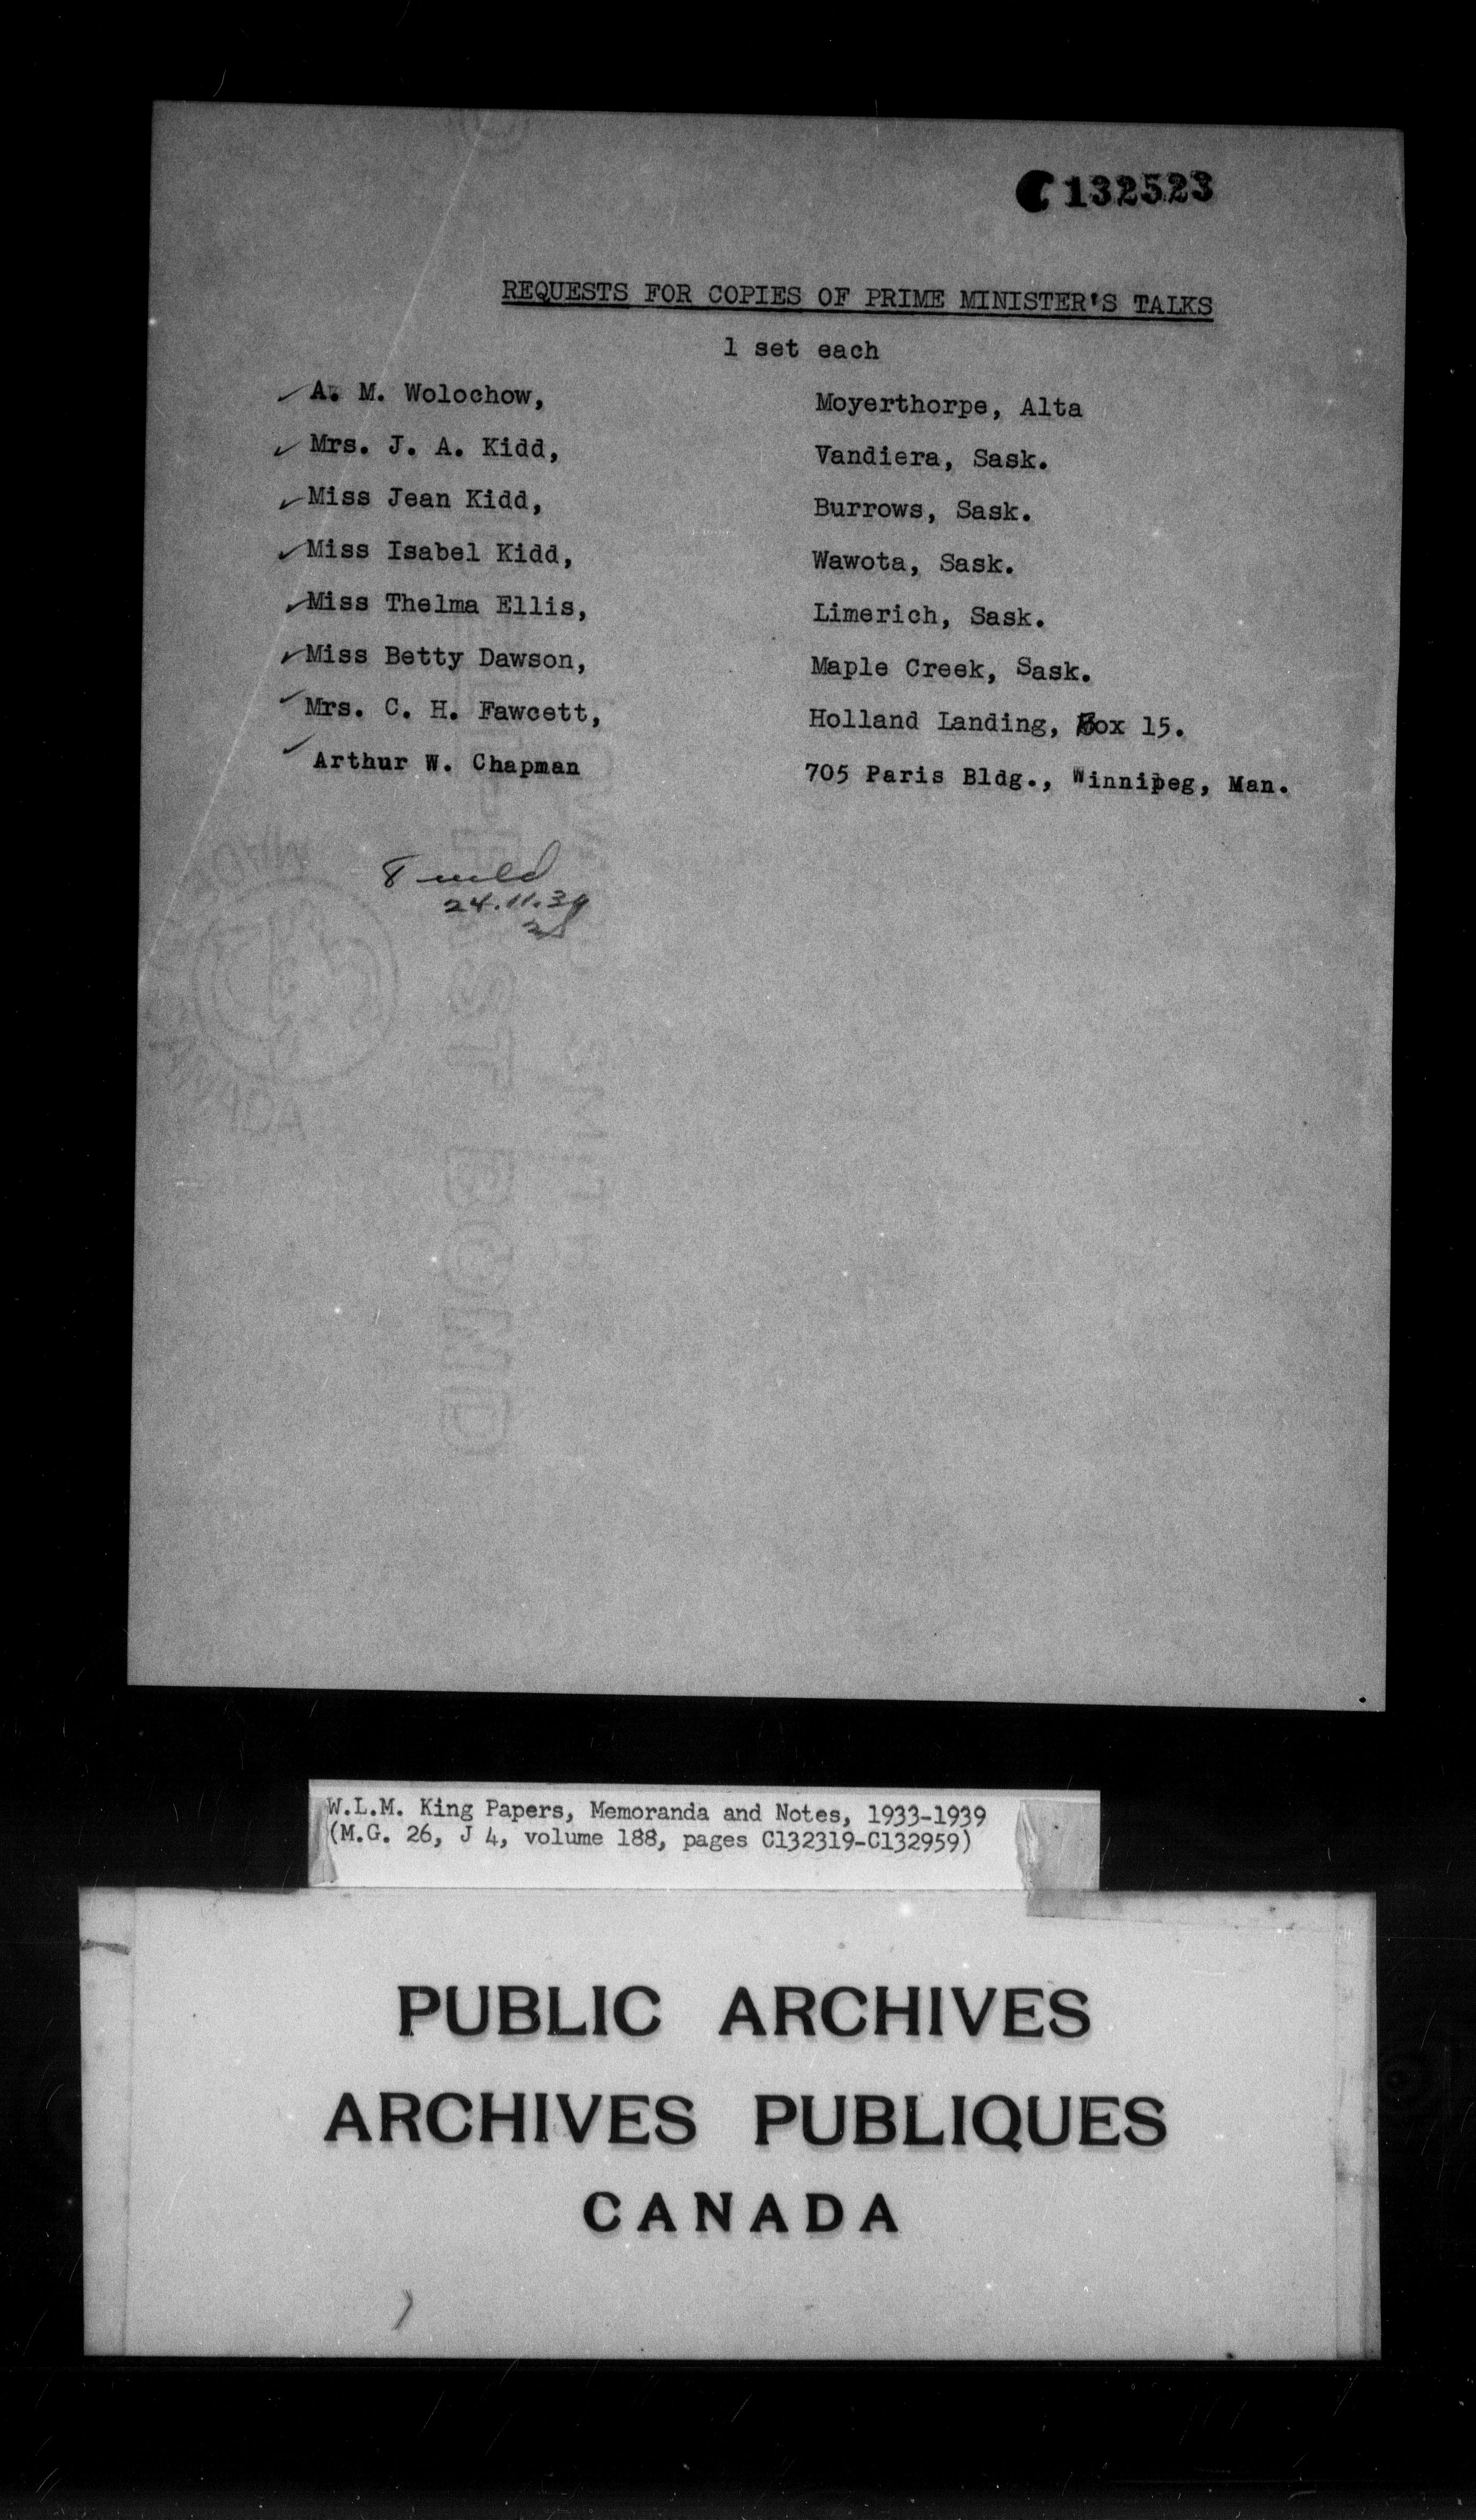 C132523
REQUESTS FOR COPIES OF PRIME MINISTER'S TALKS
1 set each
A. M. Wolochow, Moyerthorpe, Alta
Mrs. J. A. Kidd, Vandiera, Sask.
Miss Jean Kidd, Burrows, Sask.
Miss Isabel Kidd, Wawota, Sask.
Miss Thelma Ellis, Limerich, Sask.
Miss Betty Dawson, Maple Creek, Sask.
Mrs. C. H. Fawcett, Holland Landing, Box 15.
Arthur W. Chapman 705 Paris Bldg., Winnipeg, Man.
24.11.39
W.L.M. King Papers, Memoranda and Notes, 1933-1939
(M.G. 26, J 4, volume 188, pages C132319-C132959)
PUBLIC ARCHIVES
ARCHIVES PUBLIQUES
CANADA